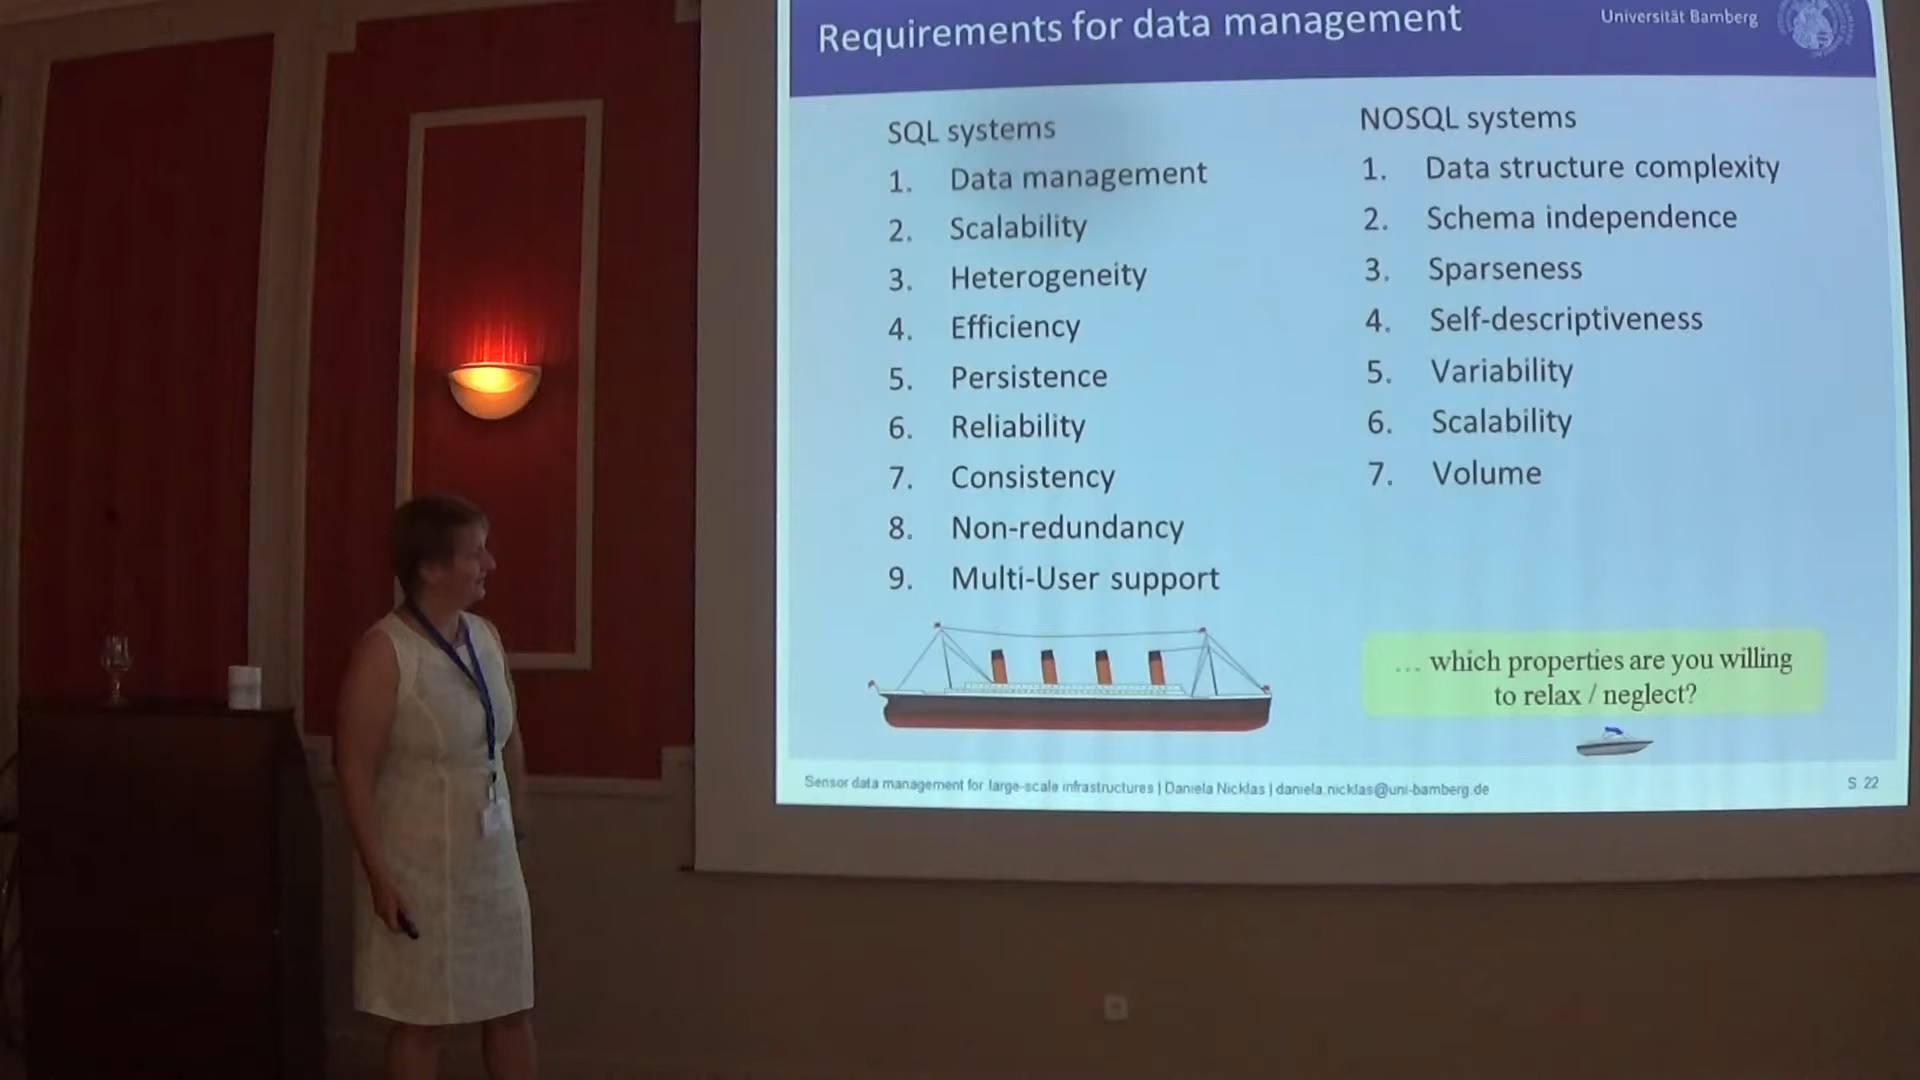 Requirements for data management
Universität Bamberg
SQL systems
1. Data management
2. Scalability
3. Heterogeneity
4. Efficiency
5. Persistence
6. Reliability
7. Consistency
8. Non-redundancy
9. Multi-User support
NOSQL systems
1. Data structure complexity
2. Schema independence
3. Sparseness
4. Self-descriptiveness
5. Variability
6. Scalability
7. Volume
... which properties are you willing
to relax / neglect?
Sensor data management for large-scale infrastructures | Daniela Nicklas | daniela.nicklas@uni-bamberg.de
S. 22